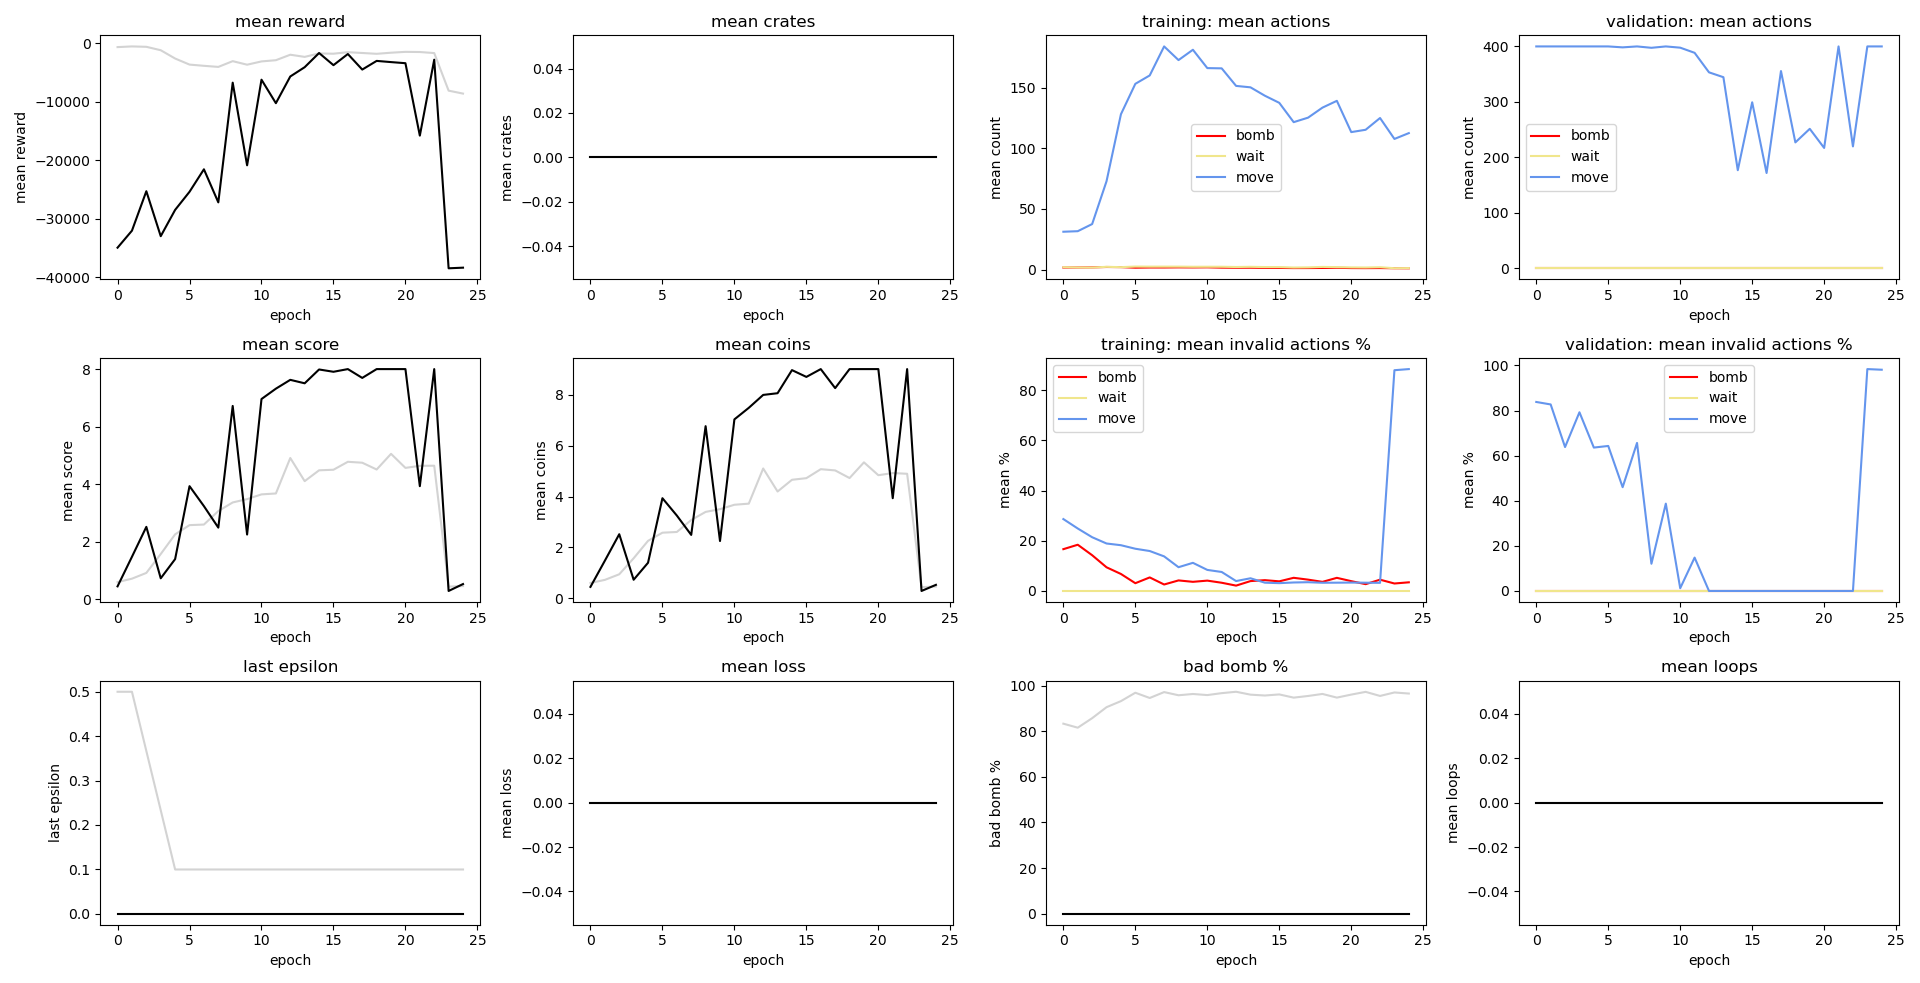 mean reward
mean reward
0
−10000
−20000
−30000
−40000
0 5 10 15 20 25
epoch
mean crates
mean crates
0.04
0.02
0.00
−0.02
−0.04
0 5 10 15 20 25
epoch
training: mean actions
mean count
150
100
50
0
bomb
wait
move
0 5 10 15 20 25
epoch
validation: mean actions
mean count
400
300
200
100
0
bomb
wait
move
0 5 10 15 20 25
epoch
mean score
mean score
8
6
4
2
0
0 5 10 15 20 25
epoch
mean coins
mean coins
8
6
4
2
0
0 5 10 15 20 25
epoch
training: mean invalid actions %
mean %
80
60
40
20
0
bomb
wait
move
0 5 10 15 20 25
epoch
validation: mean invalid actions %
mean %
100
80
60
40
20
0
bomb
wait
move
0 5 10 15 20 25
epoch
last epsilon
last epsilon
0.5
0.4
0.3
0.2
0.1
0.0
0 5 10 15 20 25
epoch
mean loss
mean loss
0.04
0.02
0.00
−0.02
−0.04
0 5 10 15 20 25
epoch
bad bomb %
bad bomb %
100
80
60
40
20
0
0 5 10 15 20 25
epoch
mean loops
mean loops
0.04
0.02
0.00
−0.02
−0.04
0 5 10 15 20 25
epoch